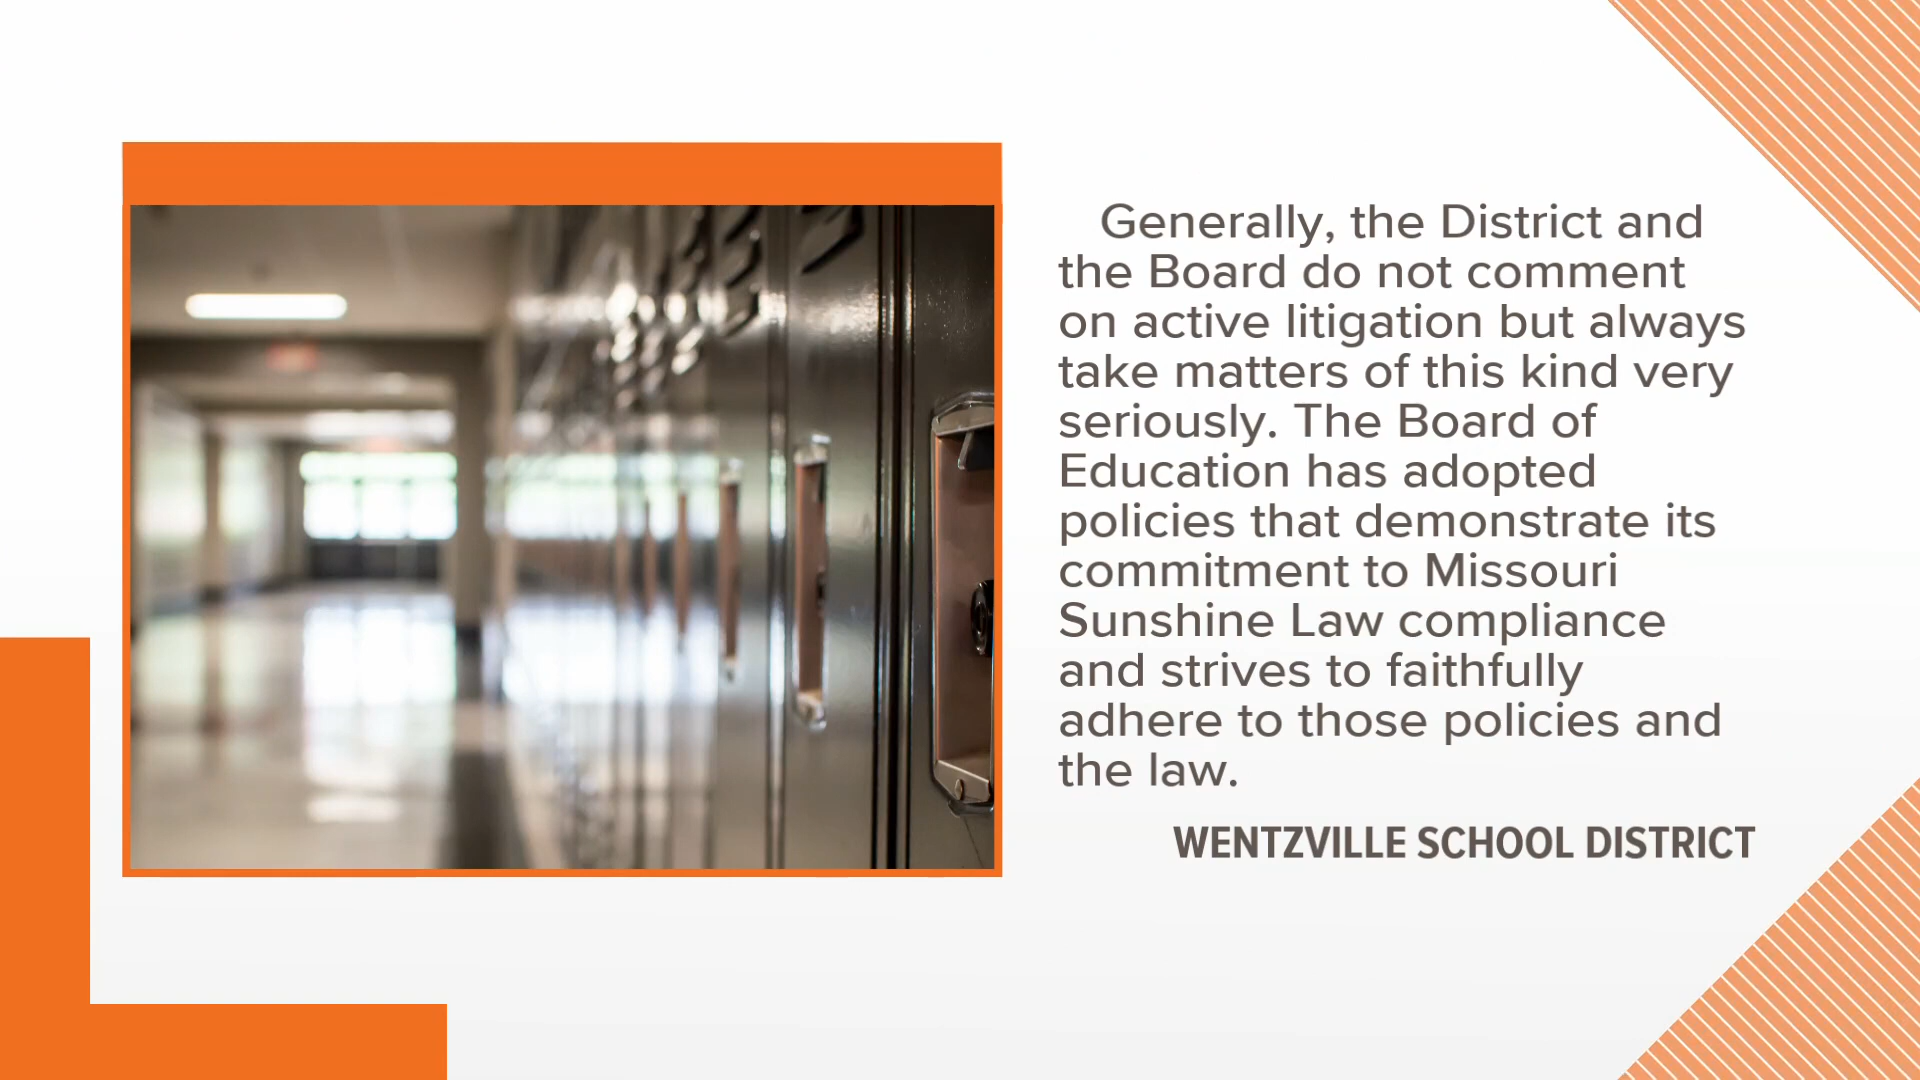 Generally, the District and
the Board do not comment
on active litigation but always
take matters of this kind very
seriously. The Board of
Education has adopted
policies that demonstrate its
commitment to Missouri
Sunshine Law compliance
and strives to faithfully
adhere to those policies and
the law.
WENTZVILLE SCHOOL DISTRICT